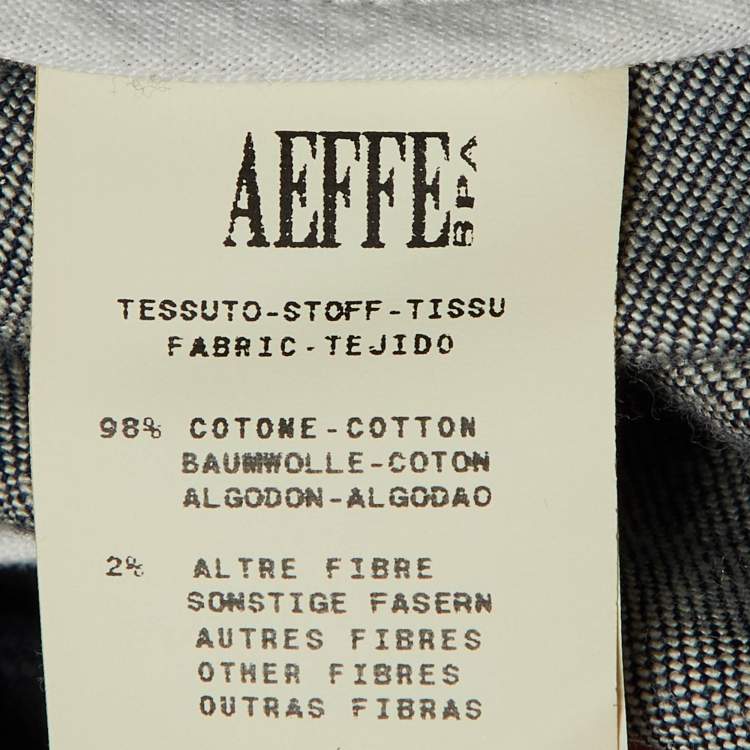 AEFFE SPA
TESSUTO-STOFF-TISSU
FABRIC-TEJIDO
98% COTONE-COTTON
BAUMWOLLE-COTON
ALGODON-ALGODAO
2% ALTRE FIBRE
SONSTIGE FASERN
AUTRES FIBRES
OTHER FIBRES
OUTRAS FIBRAS